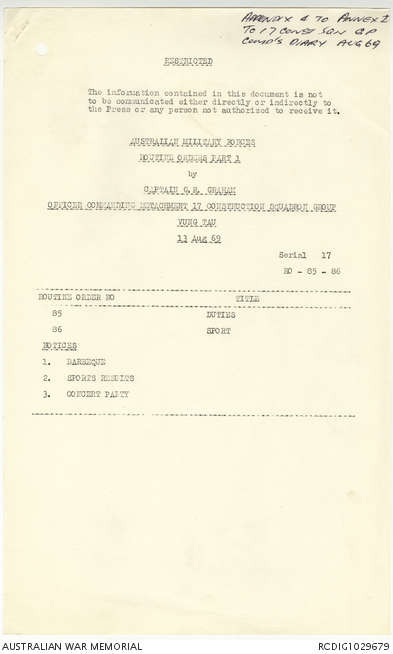 APPENDIX 4 TO ANNEX I
TO 17 CONST SQN GP
COMD'S DIARY AUG 69
RESTRICTED
The information contained in this document is not
to be communicated either directly or indirectly to
the Press or any person not authorized to receive it.
AUSTRALIAN MILITARY FORCES
ROUTINE ORDERS PART 1
by
CAPTAIN G.R. GRAHAM
OFFICER COMMANDING DETACHMENT 17 CONSTRUCTION SQUADRON GROUP
VUNG TAU
13 Aug 69
Serial 17
RO - 85 - 86
ROUTINE ORDER NO TITLE
85 DUTIES
86 SPORT
NOTICES
1. BARBEQUE
2. SPORTS RESULTS
3. CONCERT PARTY
AUSTRALIAN WAR MEMORIAL RCDIG1029679